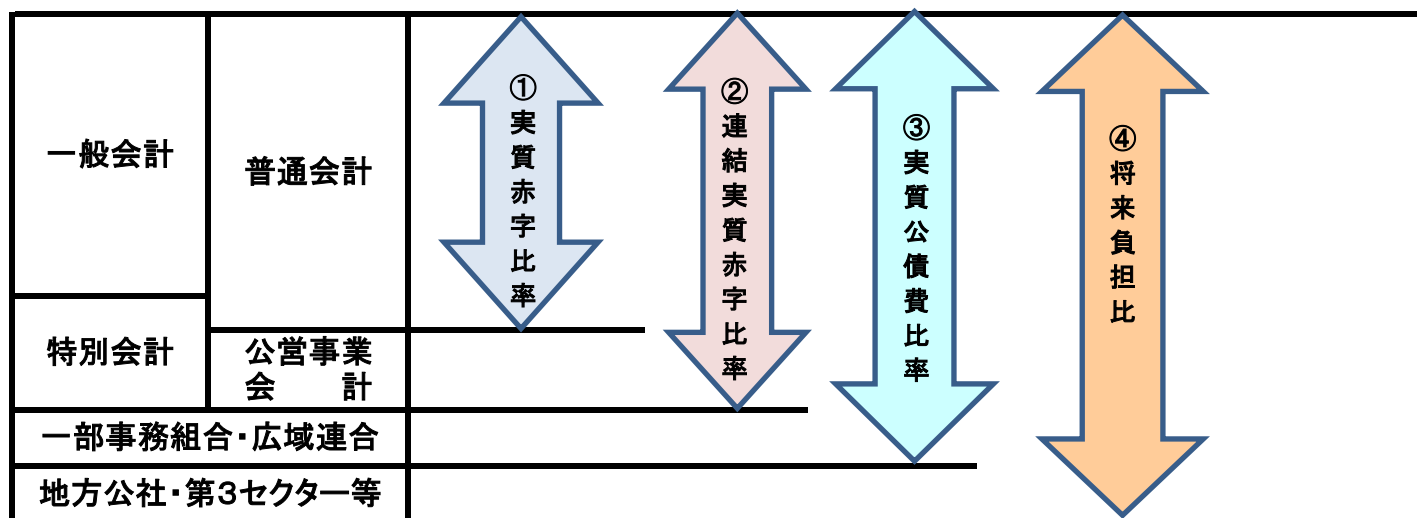 一般会計
普通会計
特別会計
公営事業
会　　計
一部事務組合・広域連合
地方公社・第3セクター等
①実質赤字比率
②連結実質赤字比率
③実質公債費比率
④将来負担比